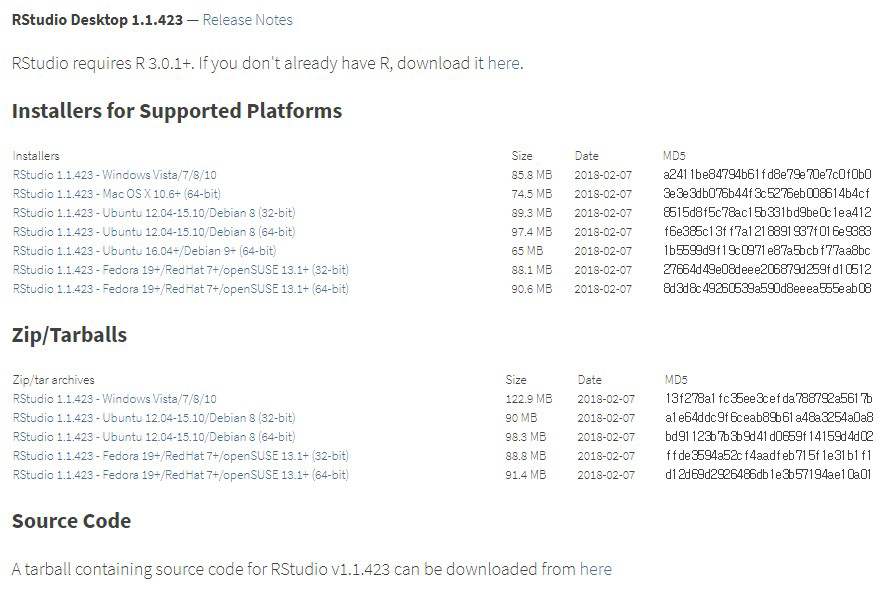 RStudio Desktop 1.1.423 — Release Notes
RStudio requires R 3.0.1+. If you don't already have R, download it here.
Installers for Supported Platforms
Installers Size Date MD5
RStudio 1.1.423 - Windows Vista/7/8/10 85.8 MB 2018-02-07 a2411be84794b61fd8e79e70e7c0f0b0
RStudio 1.1.423 - Mac OS X 10.6+ (64-bit) 74.5 MB 2018-02-07 3e3e3db076b44f3c5276eb008614b4cf
RStudio 1.1.423 - Ubuntu 12.04-15.10/Debian 8 (32-bit) 89.3 MB 2018-02-07 8515d8f5c78ac15b331bd9be0c1ea412
RStudio 1.1.423 - Ubuntu 12.04-15.10/Debian 8 (64-bit) 97.4 MB 2018-02-07 f6e385c13ff7a1218891937f016e9383
RStudio 1.1.423 - Ubuntu 16.04+/Debian 9+ (64-bit) 65 MB 2018-02-07 1b5599d9f19c0971e87a5bcbf77aa8bc
RStudio 1.1.423 - Fedora 19+/RedHat 7+/openSUSE 13.1+ (32-bit) 88.1 MB 2018-02-07 27664d49e08deee206879d259fd10512
RStudio 1.1.423 - Fedora 19+/RedHat 7+/openSUSE 13.1+ (64-bit) 90.6 MB 2018-02-07 8d3d8c49260539a590d8eeea555eab08
Zip/Tarballs
Zip/tar archives Size Date MD5
RStudio 1.1.423 - Windows Vista/7/8/10 122.9 MB 2018-02-07 13f278a1fc35ee3cefda788792a5617b
RStudio 1.1.423 - Ubuntu 12.04-15.10/Debian 8 (32-bit) 90 MB 2018-02-07 a1e64ddc9f6ceab89b61a48a3254a0a8
RStudio 1.1.423 - Ubuntu 12.04-15.10/Debian 8 (64-bit) 98.3 MB 2018-02-07 bd91123b7b3b9d41d0659f14159d4d02
RStudio 1.1.423 - Fedora 19+/RedHat 7+/openSUSE 13.1+ (32-bit) 88.8 MB 2018-02-07 ffde3594a52cf4aadfeb715f1e31b1f1
RStudio 1.1.423 - Fedora 19+/RedHat 7+/openSUSE 13.1+ (64-bit) 91.4 MB 2018-02-07 d12d69d2926486db1e3b57194ae10a01
Source Code
A tarball containing source code for RStudio v1.1.423 can be downloaded from here